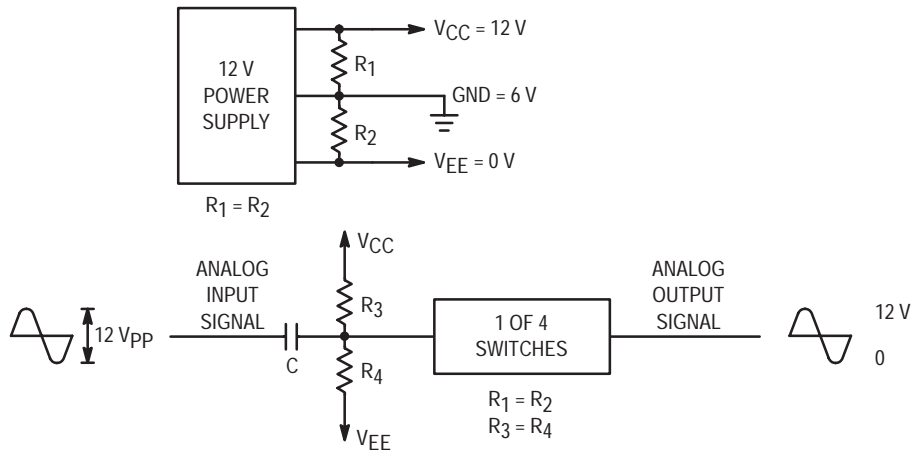 VCC = 12 V
12 V
POWER
SUPPLY
R1
GND = 6 V
R2
VEE = 0 V
R1 = R2
VCC
ANALOG
INPUT
SIGNAL
ANALOG
OUTPUT
SIGNAL
12 VPP
R3
1 OF 4
SWITCHES
12 V
0
C
R4
R1 = R2
R3 = R4
VEE